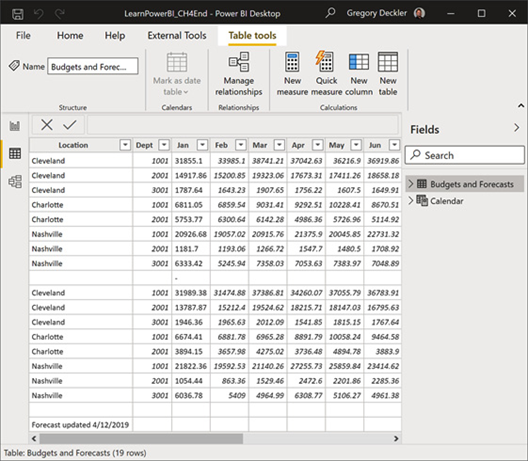 LearnPowerBI_CH4End - Power BI Desktop Gregory Deckler
File Home Help External Tools Table tools
Name Budgets and Forec...
Mark as date table
Manage relationships
New measure
Quick measure
New column
New table
Structure Calendars Relationships Calculations
Location Dept Jan Feb Mar Apr May Jun
Cleveland 1001 31855.1 33985.1 38741.21 37042.63 36216.9 36919.86
Cleveland 2001 14917.86 15200.85 19323.06 17673.31 17411.26 18658.18
Cleveland 3001 1787.64 1643.23 1907.65 1756.22 1607.5 1649.91
Charlotte 1001 6811.05 6859.54 9031.41 9292.51 10228.41 8670.51
Charlotte 2001 5753.77 6300.64 6142.28 4986.36 5726.96 5114.92
Nashville 1001 20926.68 19057.02 20915.76 21375.9 20045.85 22731.32
Nashville 2001 1181.7 1193.06 1266.72 1547.7 1480.5 1708.92
Nashville 3001 6333.42 5245.94 7358.03 7053.63 7383.97 7048.89
-
Cleveland 1001 31989.38 31474.88 37386.81 34260.07 37055.79 36783.91
Cleveland 2001 13787.87 15212.4 19524.62 18215.71 18147.03 16795.63
Cleveland 3001 1946.36 1965.63 2012.09 1541.85 1815.15 1767.64
Charlotte 1001 6674.41 6881.78 6965.28 8891.79 10058.24 9464.58
Charlotte 2001 3894.15 3657.98 4275.02 3736.48 4894.78 3883.9
Nashville 1001 21822.36 19592.53 21140.26 27255.73 25859.84 23414.62
Nashville 2001 1054.44 863.36 1529.46 2472.6 2201.86 2285.36
Nashville 3001 6036.78 5409 4964.99 6308.77 5106.27 4961.38
Forecast updated 4/12/2019
Fields
Search
Budgets and Forecasts
Calendar
Table: Budgets and Forecasts (19 rows)